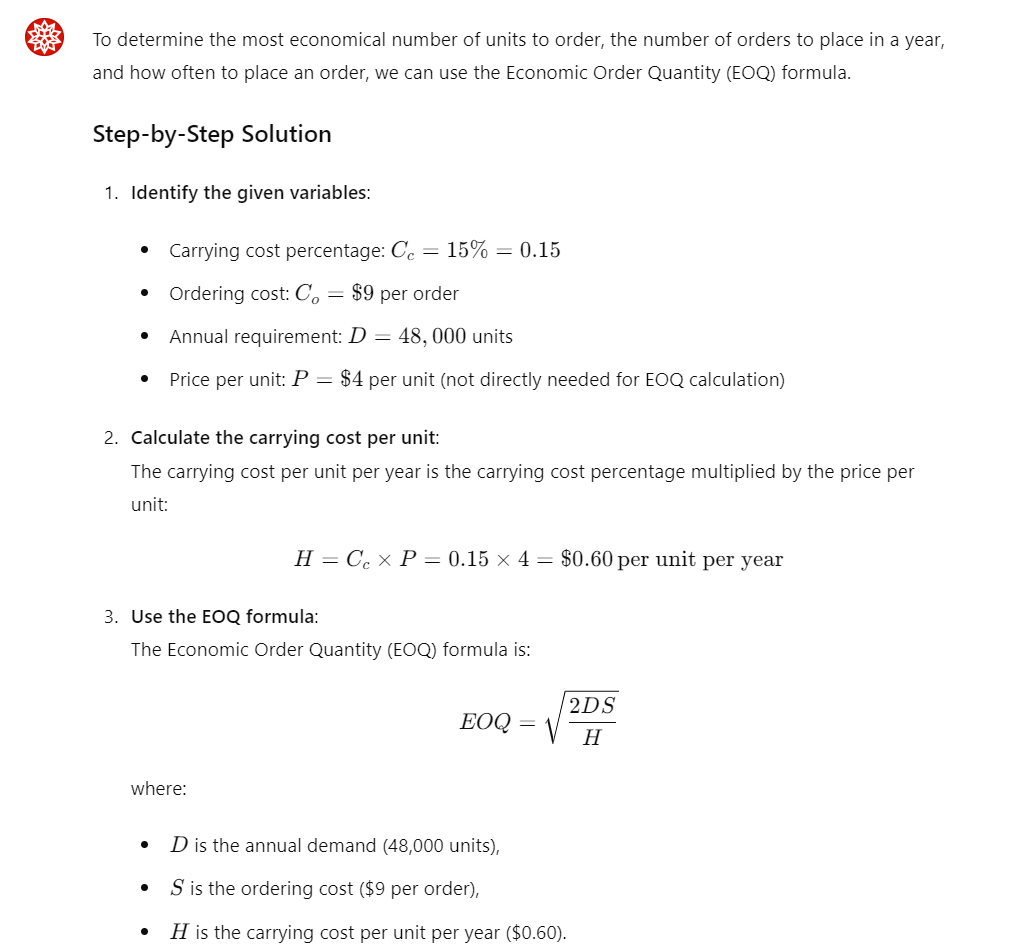 To determine the most economical number of units to order, the number of orders to place in a year,
and how often to place an order, we can use the Economic Order Quantity (EOQ) formula.
Step-by-Step Solution
1. Identify the given variables:
• Carrying cost percentage: C_c = 15% = 0.15
• Ordering cost: C_o = $9 per order
• Annual requirement: D = 48,000 units
• Price per unit: P = $4 per unit (not directly needed for EOQ calculation)
2. Calculate the carrying cost per unit:
The carrying cost per unit per year is the carrying cost percentage multiplied by the price per
unit:
H = C_c × P = 0.15 × 4 = $0.60 per unit per year
3. Use the EOQ formula:
The Economic Order Quantity (EOQ) formula is:
EOQ = √(2DS/H)
where:
• D is the annual demand (48,000 units),
• S is the ordering cost ($9 per order),
• H is the carrying cost per unit per year ($0.60).